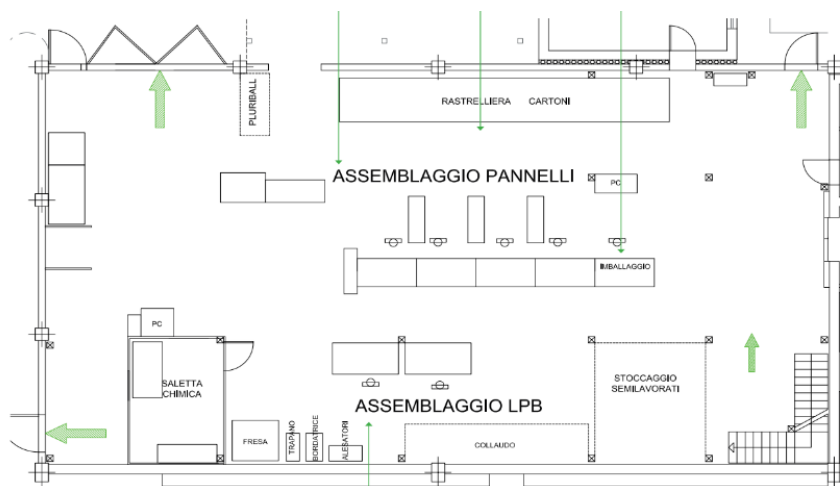 PLURIBALL
RASTRELLIERA CARTONI
ASSEMBLAGGIO PANNELLI
PC
IMBALLAGGIO
PC
SALETTA
CHIMICA
STOCCAGGIO
SEMILAVORATI
ASSEMBLAGGIO LPB
FRESA
TRAPANO
BORDATRICE
ALESATORI
COLLAUDO